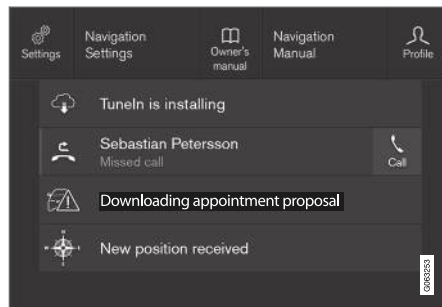 Settings
Navigation
Settings
Owner's
manual
Navigation
Manual
Profile
TuneIn is installing
Sebastian Petersson
Missed call
Call
Downloading appointment proposal
New position received
G063253